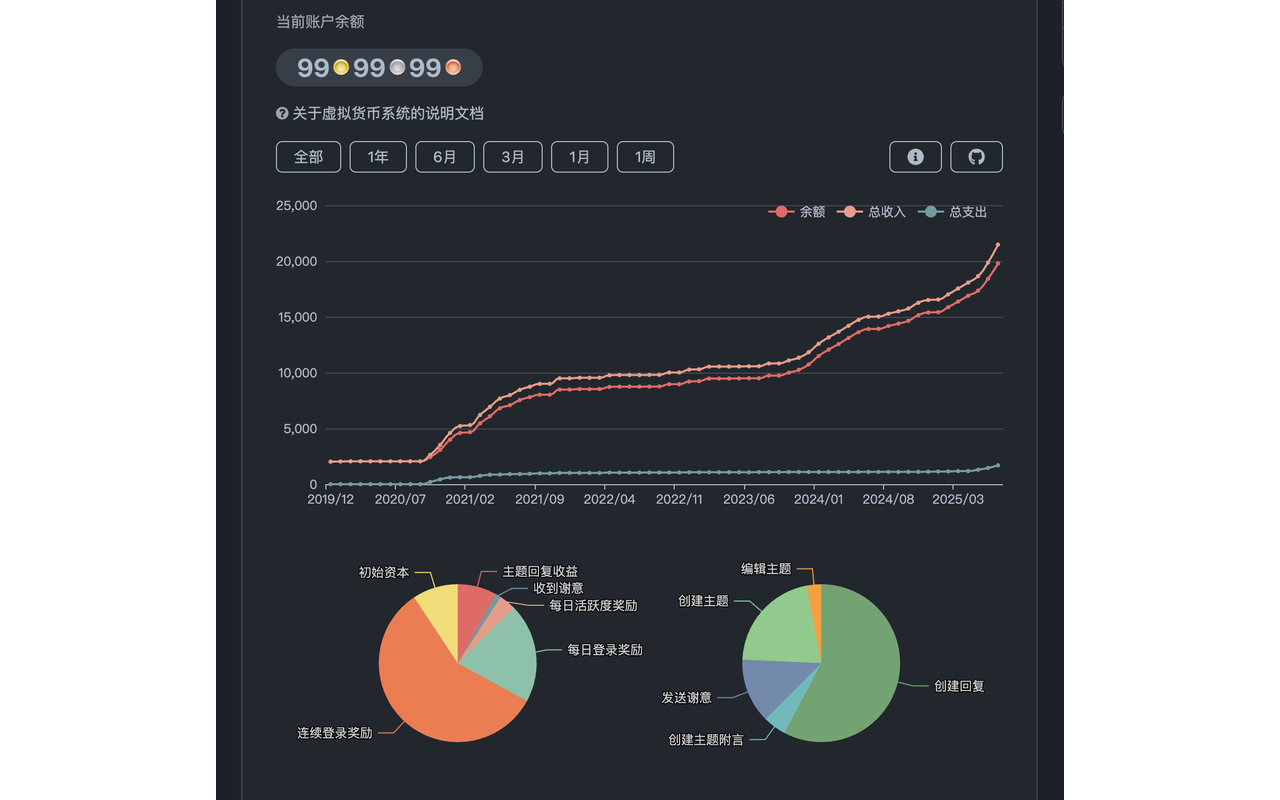 当前账户余额
99 99 99
关于虚拟货币系统的说明文档
全部 1年 6月 3月 1月 1周
余额 总收入 总支出
25,000
20,000
15,000
10,000
5,000
0
2019/12 2020/07 2021/02 2021/09 2022/04 2022/11 2023/06 2024/01 2024/08 2025/03
初始资本
主题回复收益
收到谢意
每日活跃度奖励
每日登录奖励
连续登录奖励
编辑主题
创建主题
发送谢意
创建主题附言
创建回复